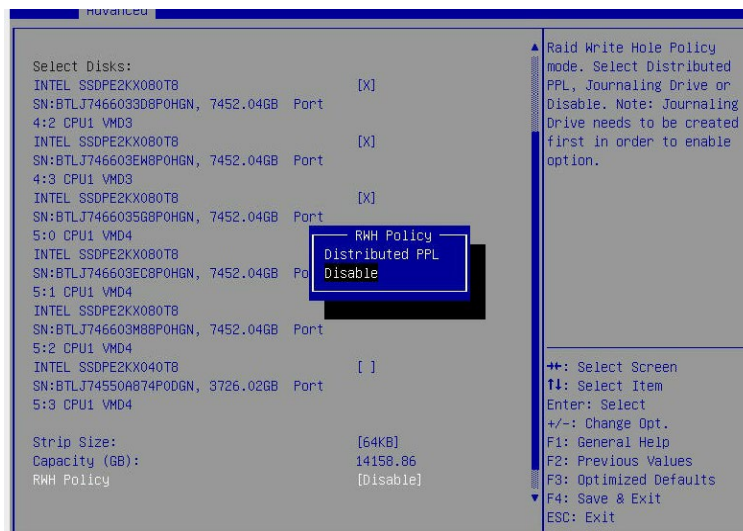 Advanced
Select Disks:
INTEL SSDPE2KX080T8 [X]
SN:BTLJ7466033D8P0HGN, 7452.04GB Port
4:2 CPU1 VMD3
INTEL SSDPE2KX080T8 [X]
SN:BTLJ746603EW8P0HGN, 7452.04GB Port
4:3 CPU1 VMD3
INTEL SSDPE2KX080T8 [X]
SN:BTLJ7466035G8P0HGN, 7452.04GB Port
5:0 CPU1 VMD4
INTEL SSDPE2KX080T8
SN:BTLJ746603EC8P0HGN, 7452.04GB Po
5:1 CPU1 VMD4
INTEL SSDPE2KX080T8
SN:BTLJ746603M88P0HGN, 7452.04GB Port
5:2 CPU1 VMD4
INTEL SSDPE2KX040T8 [ ]
SN:BTLJ74550A874P0DGN, 3726.02GB Port
5:3 CPU1 VMD4
Strip Size: [64KB]
Capacity (GB): 14158.86
RWH Policy [Disable]
RWH Policy
Distributed PPL
Disable
Raid Write Hole Policy
mode. Select Distributed
PPL, Journaling Drive or
Disable. Note: Journaling
Drive needs to be created
first in order to enable
option.
→←: Select Screen
↑↓: Select Item
Enter: Select
+/-: Change Opt.
F1: General Help
F2: Previous Values
F3: Optimized Defaults
F4: Save & Exit
ESC: Exit